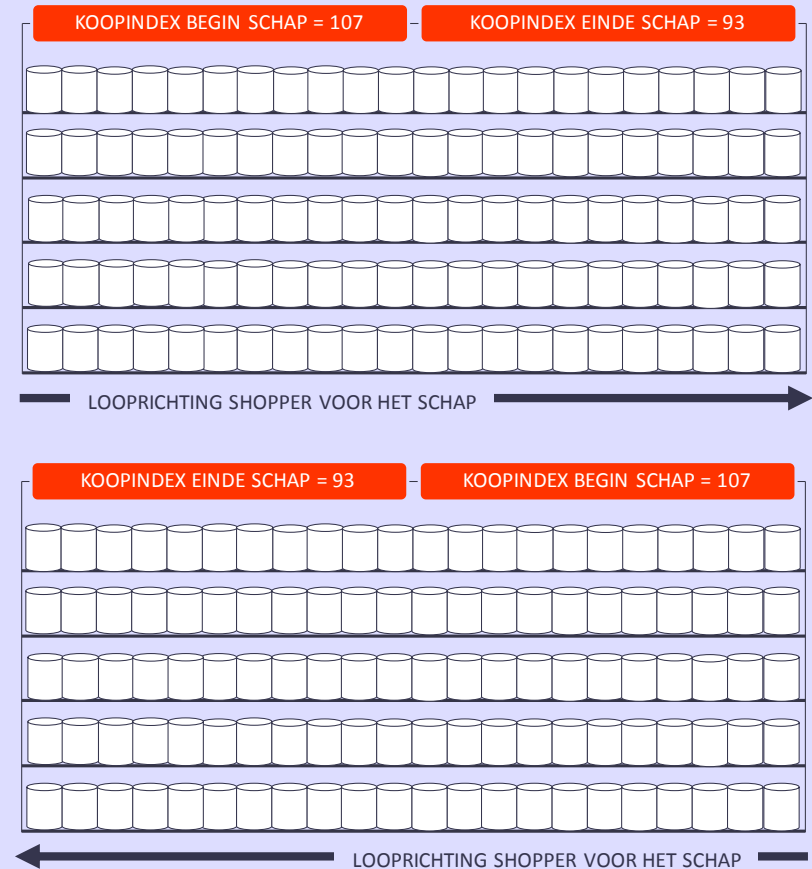 KOOPINDEX BEGIN SCHAP = 107
KOOPINDEX EINDE SCHAP = 93
LOOPRICHTING SHOPPER VOOR HET SCHAP
KOOPINDEX EINDE SCHAP = 93
KOOPINDEX BEGIN SCHAP = 107
LOOPRICHTING SHOPPER VOOR HET SCHAP